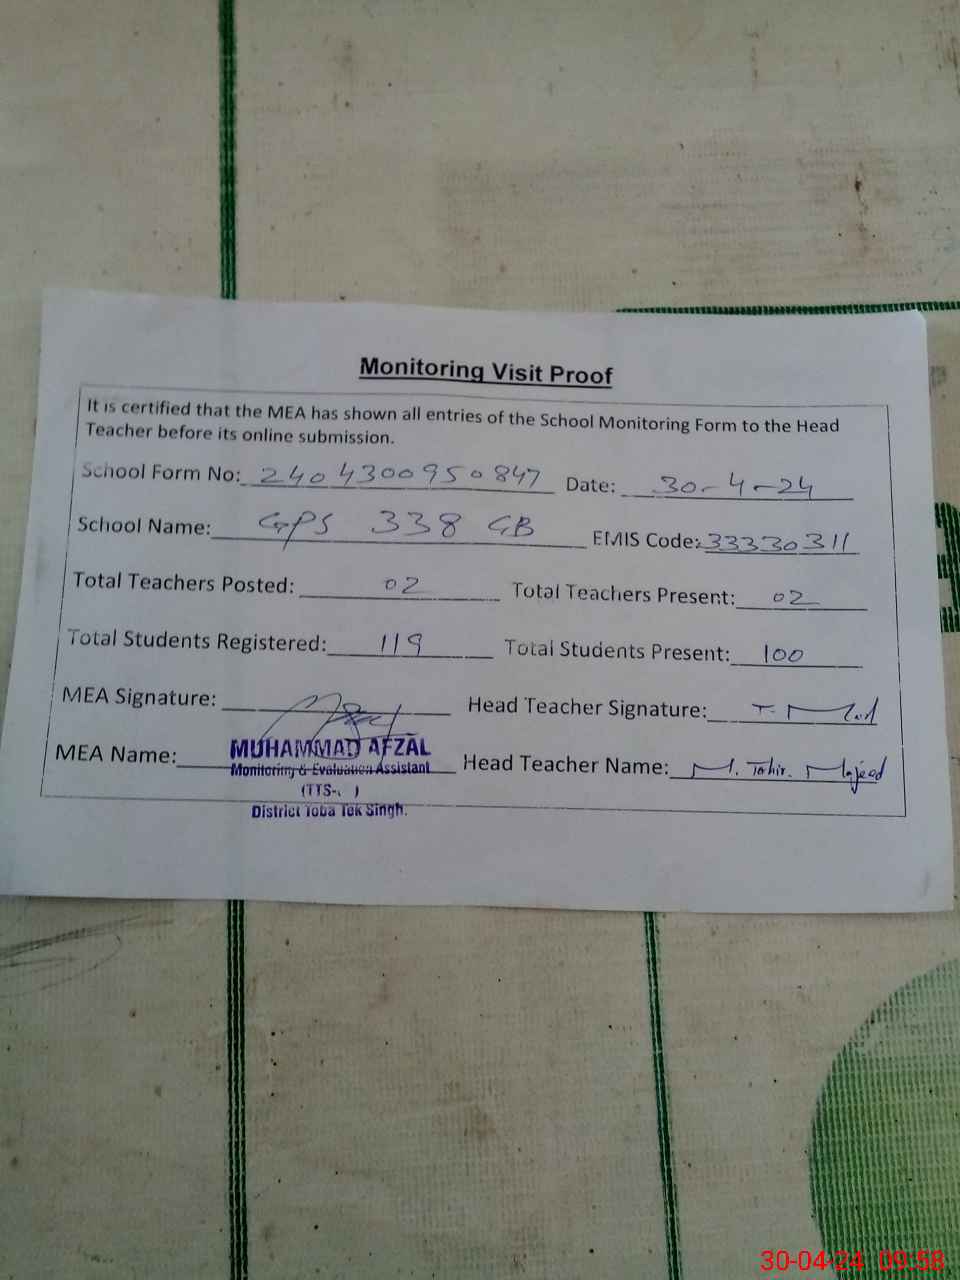 Monitoring Visit Proof
It is certified that the MEA has shown all entries of the School Monitoring Form to the Head
Teacher before its online submission.
School Form No: 2404300950847 Date: 30-4-24
School Name: GPS 338 GB EMIS Code: 33330311
Total Teachers Posted: 02 Total Teachers Present: 02
Total Students Registered: 119 Total Students Present: 100
MEA Signature: Head Teacher Signature:
MEA Name: MUHAMMAD AFZAL Head Teacher Name: M. Tahir. Majeed
Monitoring & Evaluation Assistant
(TTS- )
District Toba Tek Singh.
30-04-24 09:58